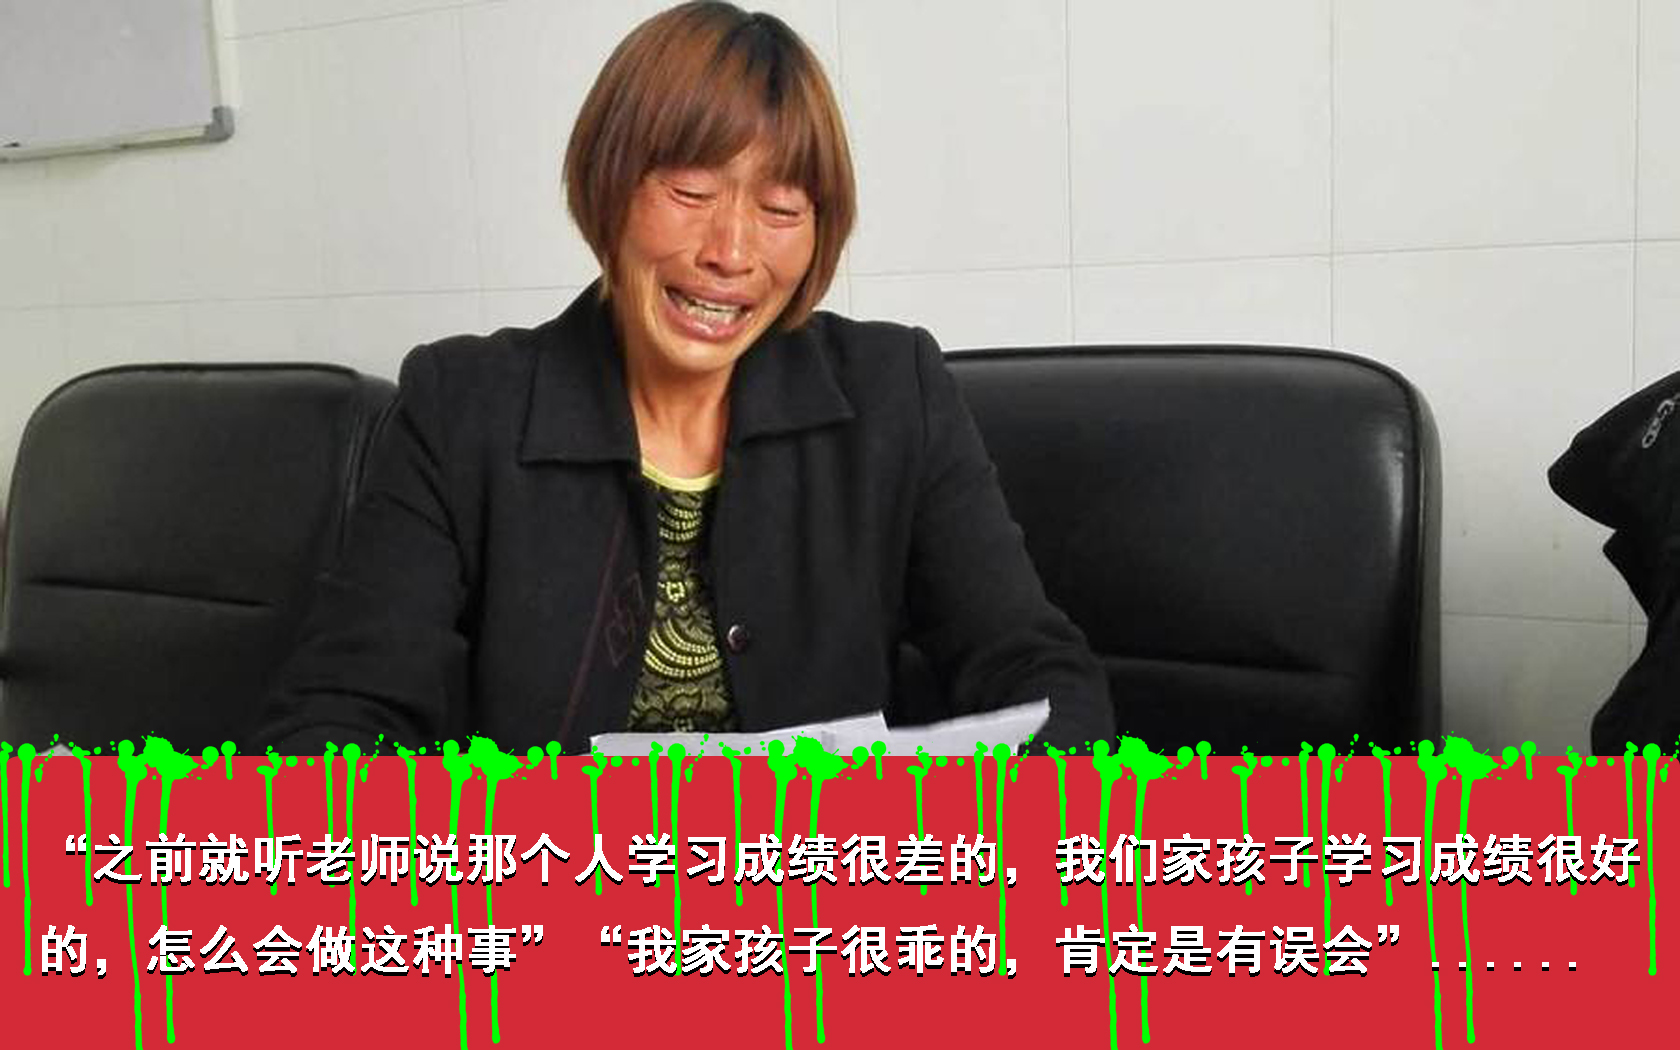 “之前就听老师说那个人学习成绩很差的，我们家孩子学习成绩很好
的，怎么会做这种事” “我家孩子很乖的，肯定是有误会” ......